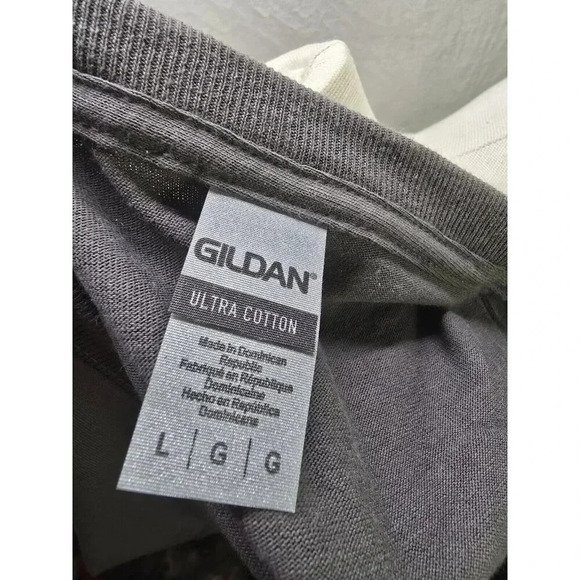 GILDAN®
ULTRA COTTON
Made in Dominican
Republic
Fabriqué en République
Dominicaine
Hecho en República
Dominicana
L | G | G